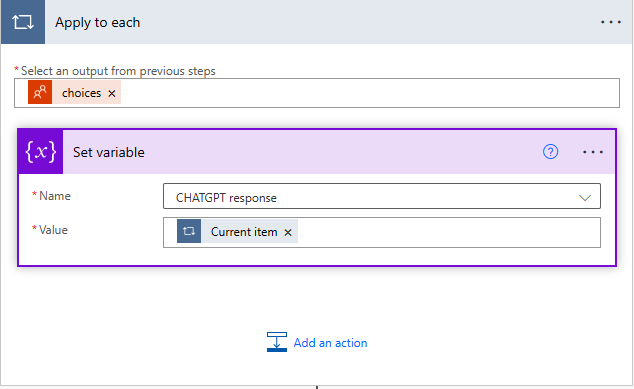 Apply to each
* Select an output from previous steps
choices ×
{x} Set variable
* Name CHATGPT response
* Value Current item ×
Add an action